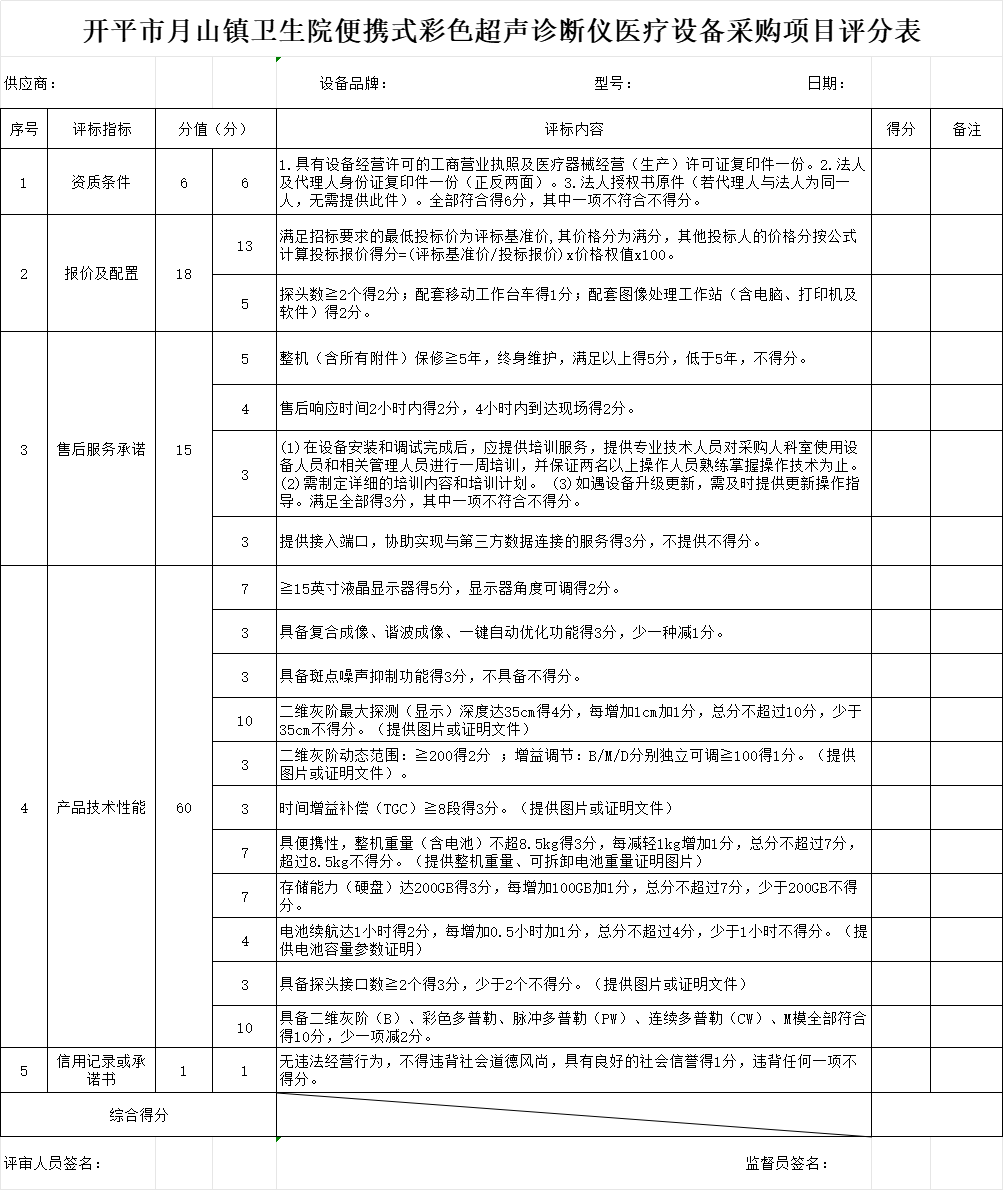 开平市月山镇卫生院便携式彩色超声诊断仪医疗设备采购项目评分表
供应商： 设备品牌： 型号： 日期：
序号 评标指标 分值（分） 评标内容 得分 备注
1 资质条件 6 6
1.具有设备经营许可的工商营业执照及医疗器械经营（生产）许可证复印件一份。2.法人
及代理人身份证复印件一份（正反两面）。3.法人授权书原件（若代理人与法人为同一
人，无需提供此件）。全部符合得6分，其中一项不符合不得分。
2 报价及配置 18
13
满足招标要求的最低投标价为评标基准价,其价格分为满分，其他投标人的价格分按公式
计算投标报价得分=(评标基准价/投标报价)x价格权值x100。
5
探头数≧2个得2分；配套移动工作台车得1分；配套图像处理工作站（含电脑、打印机及
软件）得2分。
3 售后服务承诺 15
5 整机（含所有附件）保修≧5年，终身维护，满足以上得5分，低于5年，不得分。
4 售后响应时间2小时内得2分，4小时内到达现场得2分。
3
(1)在设备安装和调试完成后，应提供培训服务，提供专业技术人员对采购人科室使用设
备人员和相关管理人员进行一周培训，并保证两名以上操作人员熟练掌握操作技术为止。
(2)需制定详细的培训内容和培训计划。 (3)如遇设备升级更新，需及时提供更新操作指
导。满足全部得3分，其中一项不符合不得分。
3 提供接入端口，协助实现与第三方数据连接的服务得3分，不提供不得分。
4 产品技术性能 60
7 ≧15英寸液晶显示器得5分，显示器角度可调得2分。
3 具备复合成像、谐波成像、一键自动优化功能得3分，少一种减1分。
3 具备斑点噪声抑制功能得3分，不具备不得分。
10
二维灰阶最大探测（显示）深度达35cm得4分，每增加1cm加1分，总分不超过10分，少于
35cm不得分。（提供图片或证明文件）
3
二维灰阶动态范围：≧200得2分 ；增益调节：B/M/D分别独立可调≧100得1分。（提供
图片或证明文件）。
3 时间增益补偿（TGC）≧8段得3分。（提供图片或证明文件）
7
具便携性，整机重量（含电池）不超8.5kg得3分，每减轻1kg增加1分，总分不超过7分，
超过8.5kg不得分。（提供整机重量、可拆卸电池重量证明图片）
7
存储能力（硬盘）达200GB得3分，每增加100GB加1分，总分不超过7分，少于200GB不得
分。
4
电池续航达1小时得2分，每增加0.5小时加1分，总分不超过4分，少于1小时不得分。（提
供电池容量参数证明）
3 具备探头接口数≧2个得3分，少于2个不得分。（提供图片或证明文件）
10
具备二维灰阶（B）、彩色多普勒、脉冲多普勒（PW）、连续多普勒（CW）、M模全部符合
得10分，少一项减2分。
5 信用记录或承
诺书 1 1
无违法经营行为，不得违背社会道德风尚，具有良好的社会信誉得1分，违背任何一项不
得分。
综合得分
评审人员签名： 监督员签名：